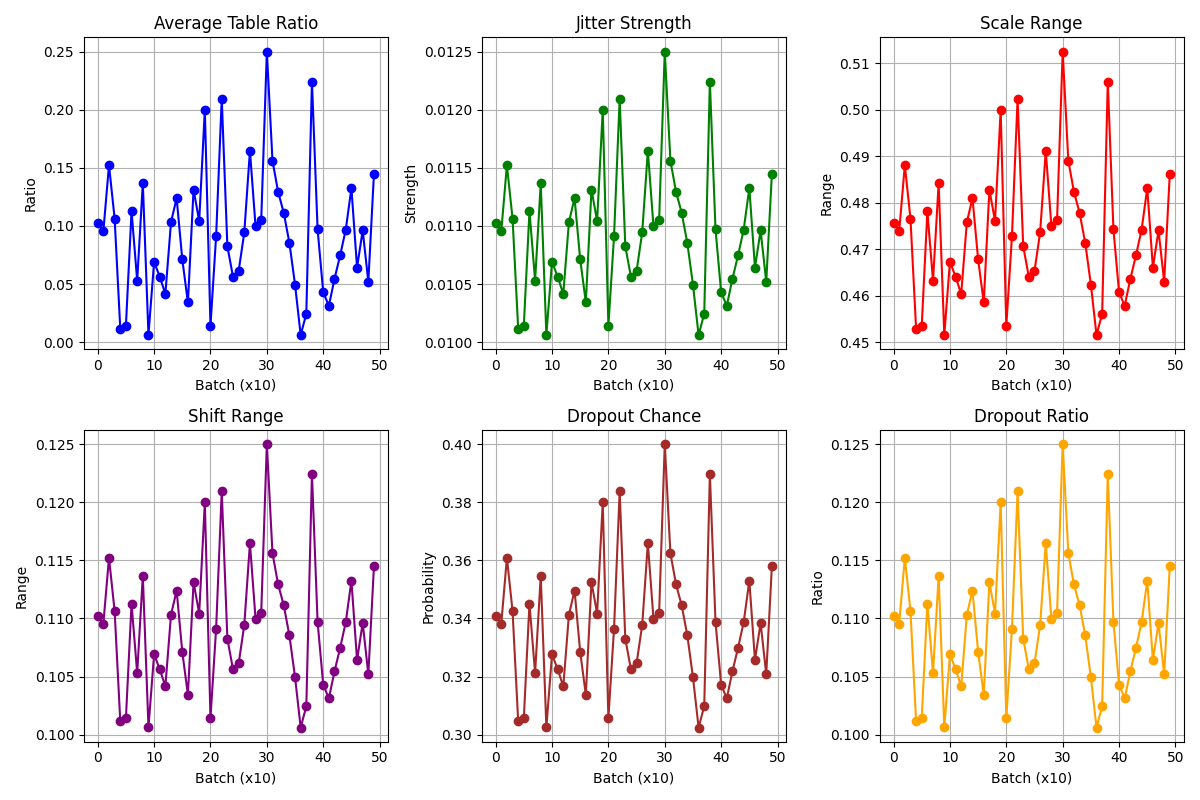 Average Table Ratio
Ratio
0.25
0.20
0.15
0.10
0.05
0.00
0 10 20 30 40 50
Batch (x10)
Jitter Strength
Strength
0.0125
0.0120
0.0115
0.0110
0.0105
0.0100
0 10 20 30 40 50
Batch (x10)
Scale Range
Range
0.51
0.50
0.49
0.48
0.47
0.46
0.45
0 10 20 30 40 50
Batch (x10)
Shift Range
Range
0.125
0.120
0.115
0.110
0.105
0.100
0 10 20 30 40 50
Batch (x10)
Dropout Chance
Probability
0.40
0.38
0.36
0.34
0.32
0.30
0 10 20 30 40 50
Batch (x10)
Dropout Ratio
Ratio
0.125
0.120
0.115
0.110
0.105
0.100
0 10 20 30 40 50
Batch (x10)